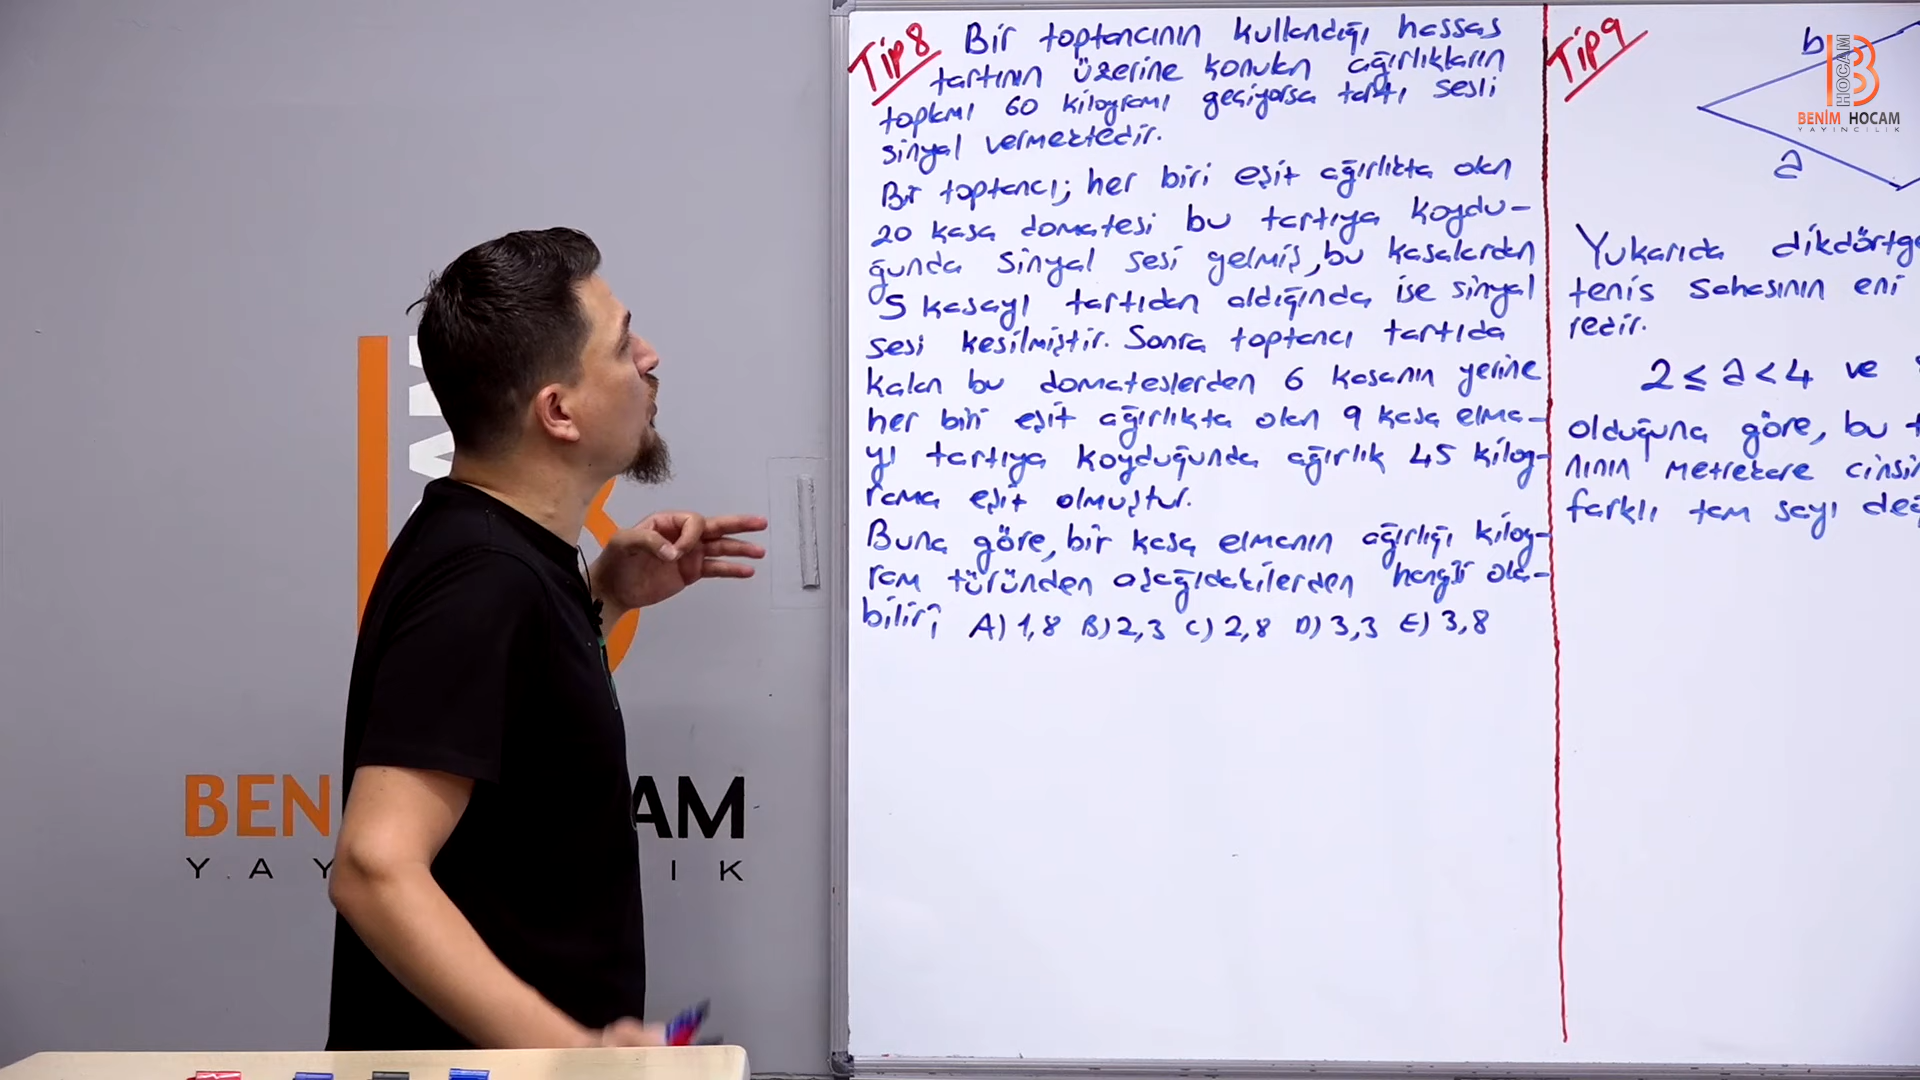 Tip 8 Bir toptancının kullandığı hassas
tartının üzerine konulan ağırlıkların
toplamı 60 kilogramı geçiyorsa tartı sesli
sinyal vermektedir.
Bir toptancı; her biri eşit ağırlıkta olan
20 kasa domatesi bu tartıya koydu-
ğunda sinyal sesi gelmiş, bu kasalardan
5 kasayı tartıdan aldığında ise sinyal
sesi kesilmiştir. Sonra toptancı tartıda
kalan bu domateslerden 6 kasanın yerine
her biri eşit ağırlıkta olan 9 kasa elma-
yı tartıya koyduğunda ağırlık 45 kilog-
rama eşit olmuştur.
Buna göre, bir kasa elmanın ağırlığı kilog-
ram türünden aşağıdakilerden hangisi ola-
bilir?
A) 1,8 B) 2,3 C) 2,8 D) 3,3 E) 3,8
Tip 9
b
a
Yukarıda dikdörtge
tenis sahasının eni
redir.
2 ≤ a < 4 ve
olduğuna göre, bu t
nının metrekare cinsin
farklı tam sayı değ
B HOCAM
BENİM HOCAM
YAYINCILIK
BEN AM
YAY IK